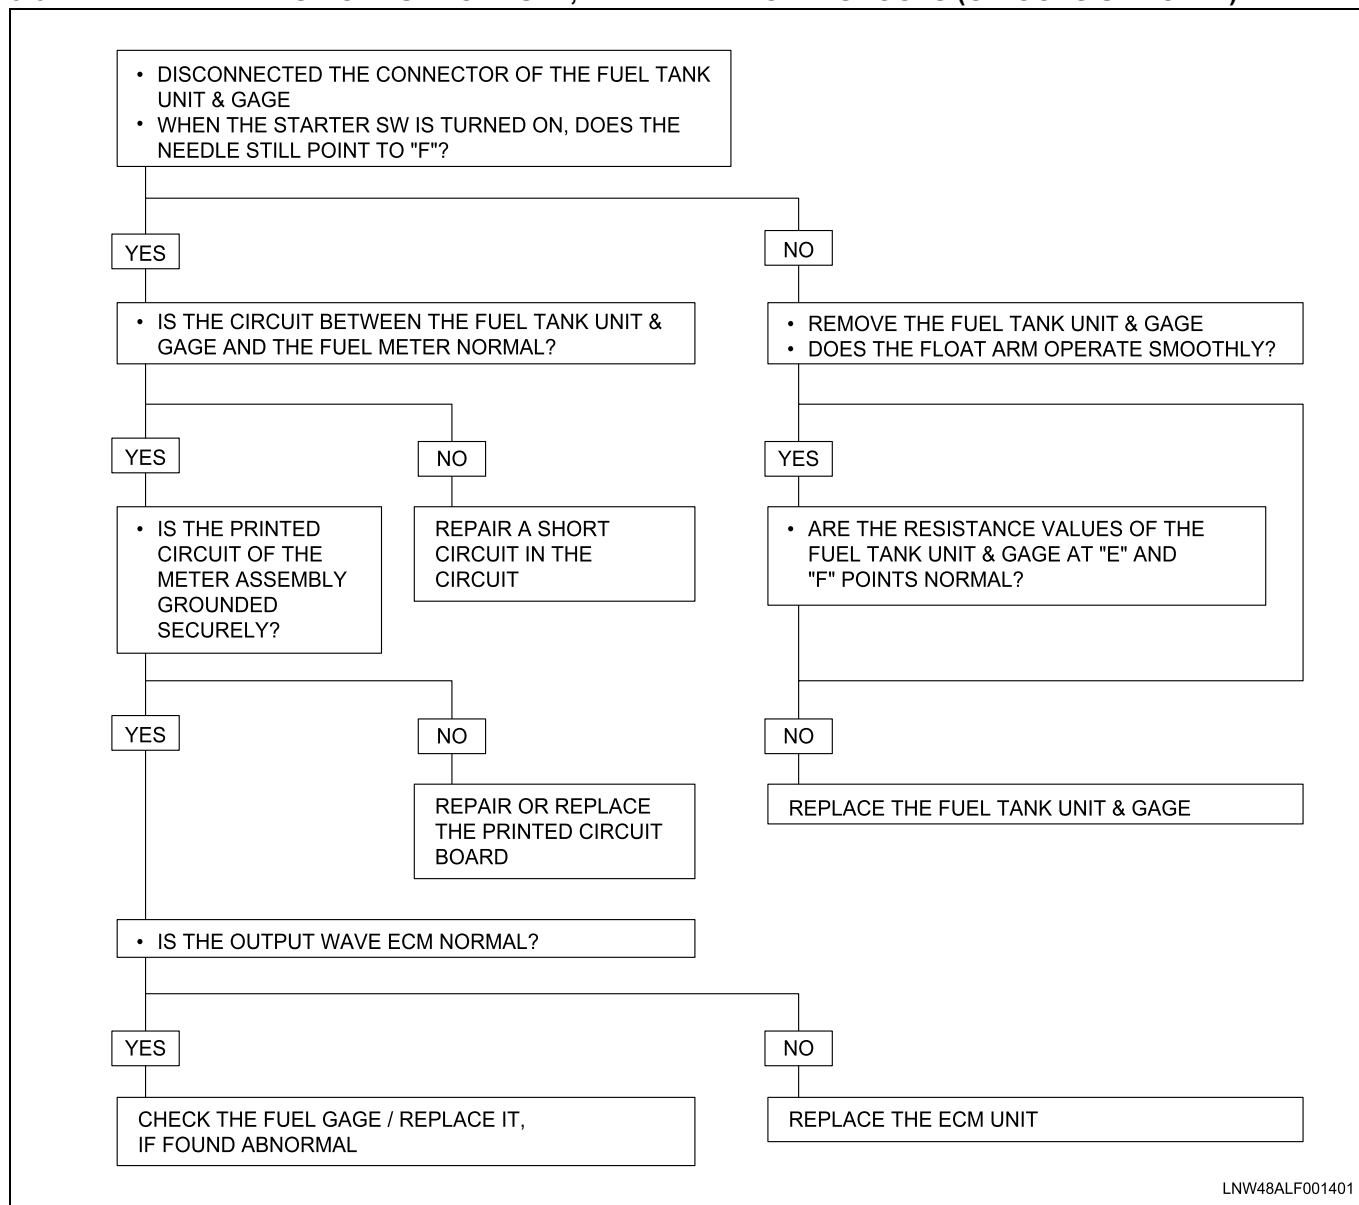 • DISCONNECTED THE CONNECTOR OF THE FUEL TANK
UNIT & GAGE
• WHEN THE STARTER SW IS TURNED ON, DOES THE
NEEDLE STILL POINT TO "F"?
YES
NO
• IS THE CIRCUIT BETWEEN THE FUEL TANK UNIT &
GAGE AND THE FUEL METER NORMAL?
• REMOVE THE FUEL TANK UNIT & GAGE
• DOES THE FLOAT ARM OPERATE SMOOTHLY?
YES
NO
YES
• IS THE PRINTED
CIRCUIT OF THE
METER ASSEMBLY
GROUNDED
SECURELY?
REPAIR A SHORT
CIRCUIT IN THE
CIRCUIT
• ARE THE RESISTANCE VALUES OF THE
FUEL TANK UNIT & GAGE AT "E" AND
"F" POINTS NORMAL?
YES
NO
NO
REPAIR OR REPLACE
THE PRINTED CIRCUIT
BOARD
REPLACE THE FUEL TANK UNIT & GAGE
• IS THE OUTPUT WAVE ECM NORMAL?
YES
NO
CHECK THE FUEL GAGE / REPLACE IT,
IF FOUND ABNORMAL
REPLACE THE ECM UNIT
LNW48ALF001401